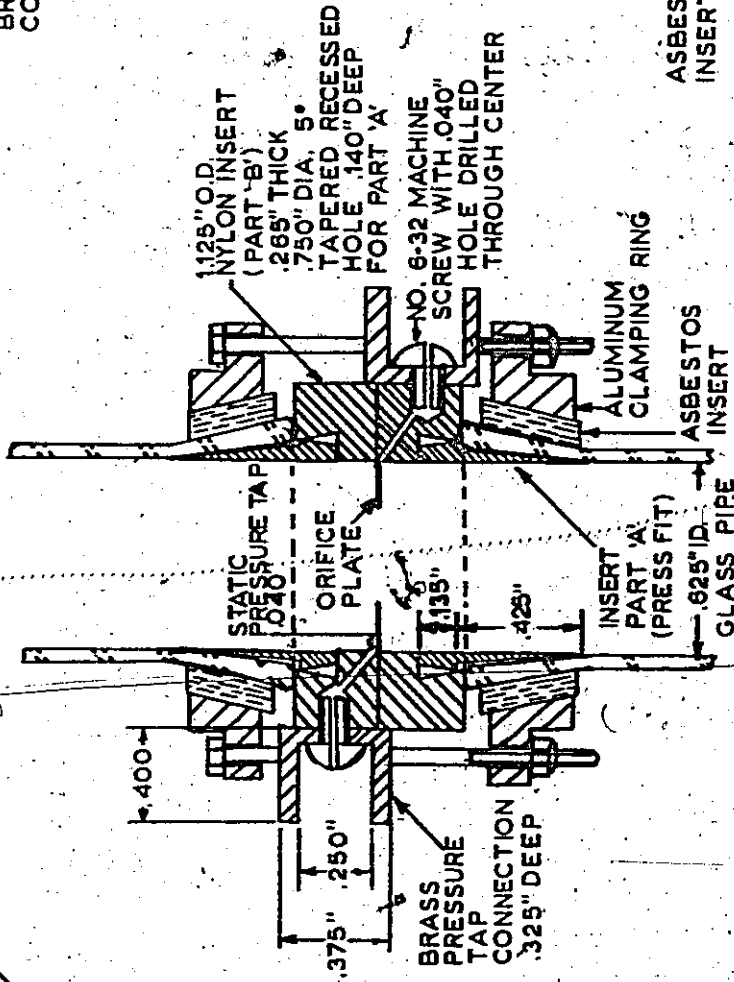 BR
CO
1.125" O.D.
NYLON INSERT
(PART 'B')
.265" THICK
.750" DIA, 5°
TAPERED RECESSED
HOLE .140" DEEP
FOR PART 'A'
NO. 6-32 MACHINE
SCREW WITH .040"
HOLE DRILLED
THROUGH CENTER
ASBES
INSERT
STATIC
PRESSURE TAP
.040"
ORIFICE
PLATE
.400
.250"
.375"
BRASS
PRESSURE
TAP
CONNECTION
.325" DEEP
.135"
.425"
INSERT
PART 'A'
(PRESS FIT)
.625" ID
GLASS PIPE
ALUMINUM
CLAMPING RING
ASBESTOS
INSERT